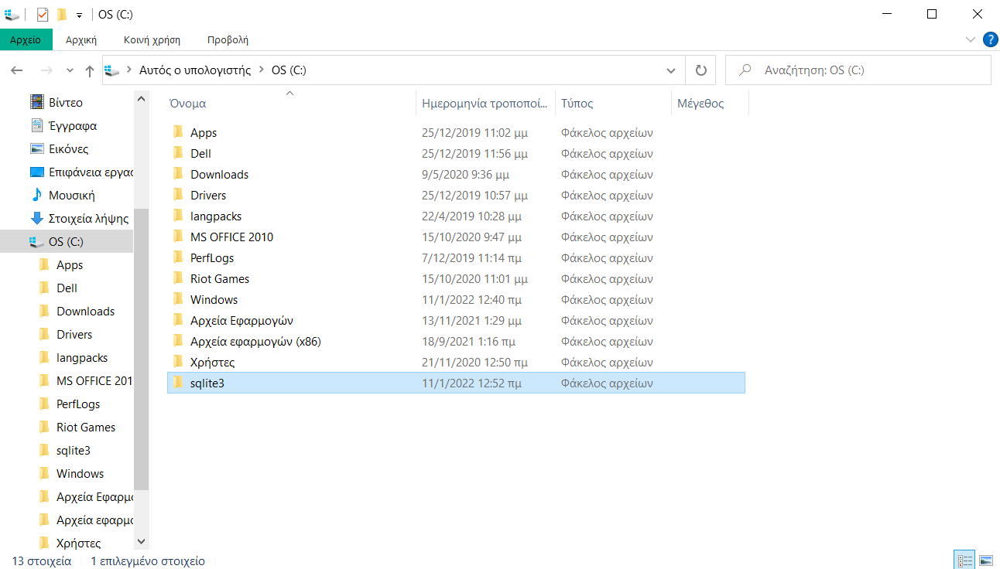 OS (C:)
Αρχείο Αρχική Κοινή χρήση Προβολή ?
Αυτός ο υπολογιστής OS (C:) Αναζήτηση: OS (C:)
Βίντεο
Έγγραφα
Εικόνες
Επιφάνεια εργασ
Μουσική
Στοιχεία λήψης
OS (C:)
Apps
Dell
Downloads
Drivers
langpacks
MS OFFICE 201
PerfLogs
Riot Games
sqlite3
Windows
Αρχεία Εφαρμο
Αρχεία εφαρμο
Χρήστες
Όνομα Ημερομηνία τροποποί... Τύπος Μέγεθος
Apps 25/12/2019 11:02 μμ Φάκελος αρχείων
Dell 25/12/2019 11:56 μμ Φάκελος αρχείων
Downloads 9/5/2020 9:36 μμ Φάκελος αρχείων
Drivers 25/12/2019 10:57 μμ Φάκελος αρχείων
langpacks 22/4/2019 10:28 μμ Φάκελος αρχείων
MS OFFICE 2010 15/10/2020 9:47 μμ Φάκελος αρχείων
PerfLogs 7/12/2019 11:14 πμ Φάκελος αρχείων
Riot Games 15/10/2020 11:01 μμ Φάκελος αρχείων
Windows 11/1/2022 12:40 πμ Φάκελος αρχείων
Αρχεία Εφαρμογών 13/11/2021 1:29 μμ Φάκελος αρχείων
Αρχεία εφαρμογών (x86) 18/9/2021 1:16 πμ Φάκελος αρχείων
Χρήστες 21/11/2020 12:50 πμ Φάκελος αρχείων
sqlite3 11/1/2022 12:52 πμ Φάκελος αρχείων
13 στοιχεία 1 επιλεγμένο στοιχείο